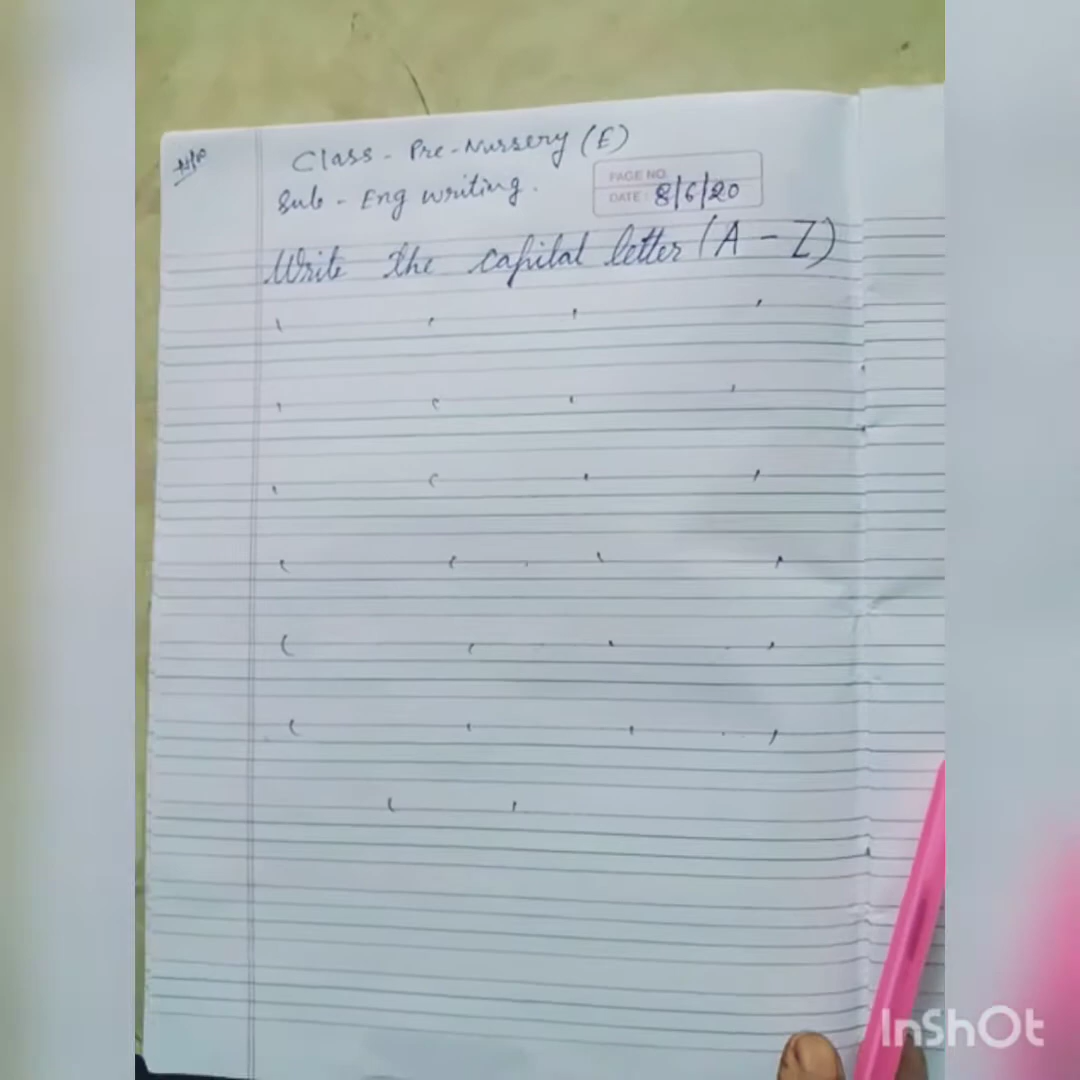 Class - Pre-Nursery (E)
Sub - Eng writing.
PAGE NO.
DATE: 8/6/20
Write the capital letter (A - Z)
InShOt